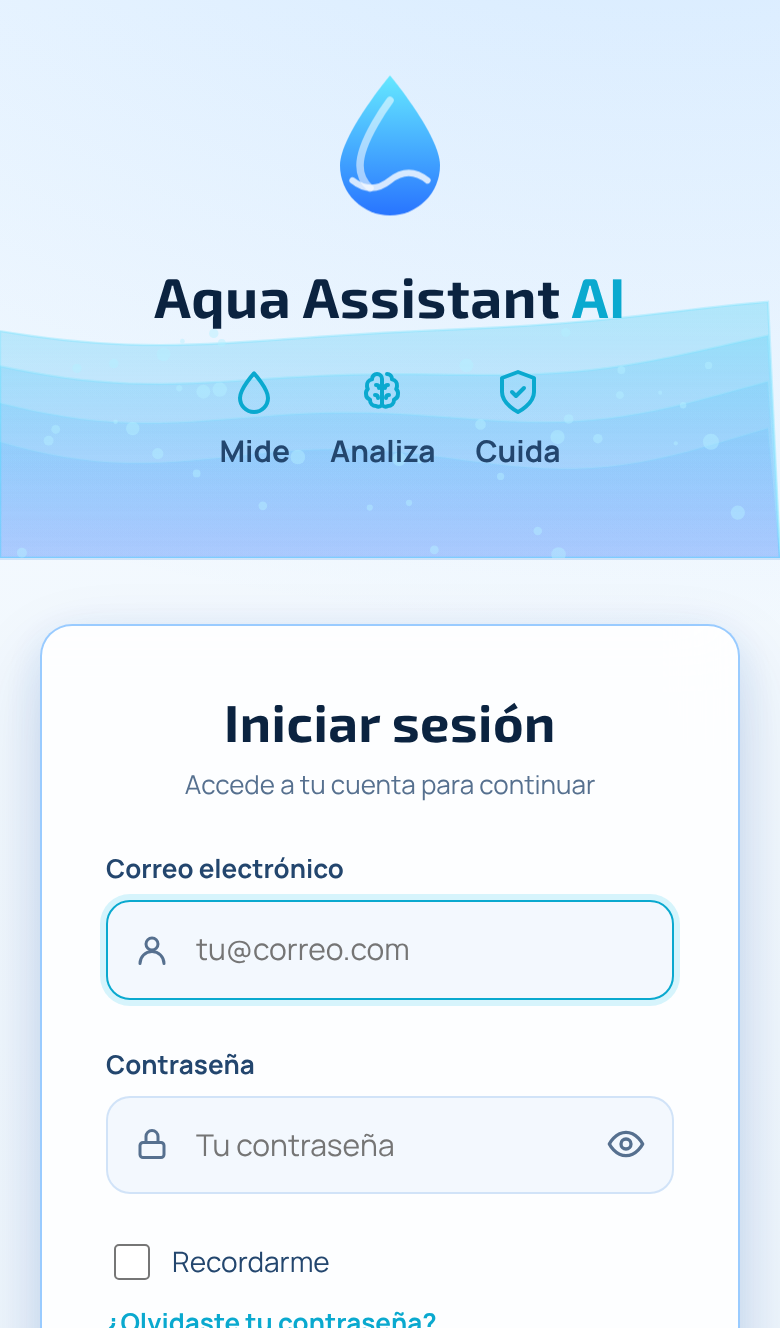 Aqua Assistant AI
Mide Analiza Cuida
Iniciar sesión
Accede a tu cuenta para continuar
Correo electrónico
tu@correo.com
Contraseña
Tu contraseña
Recordarme
¿Olvidaste tu contraseña?